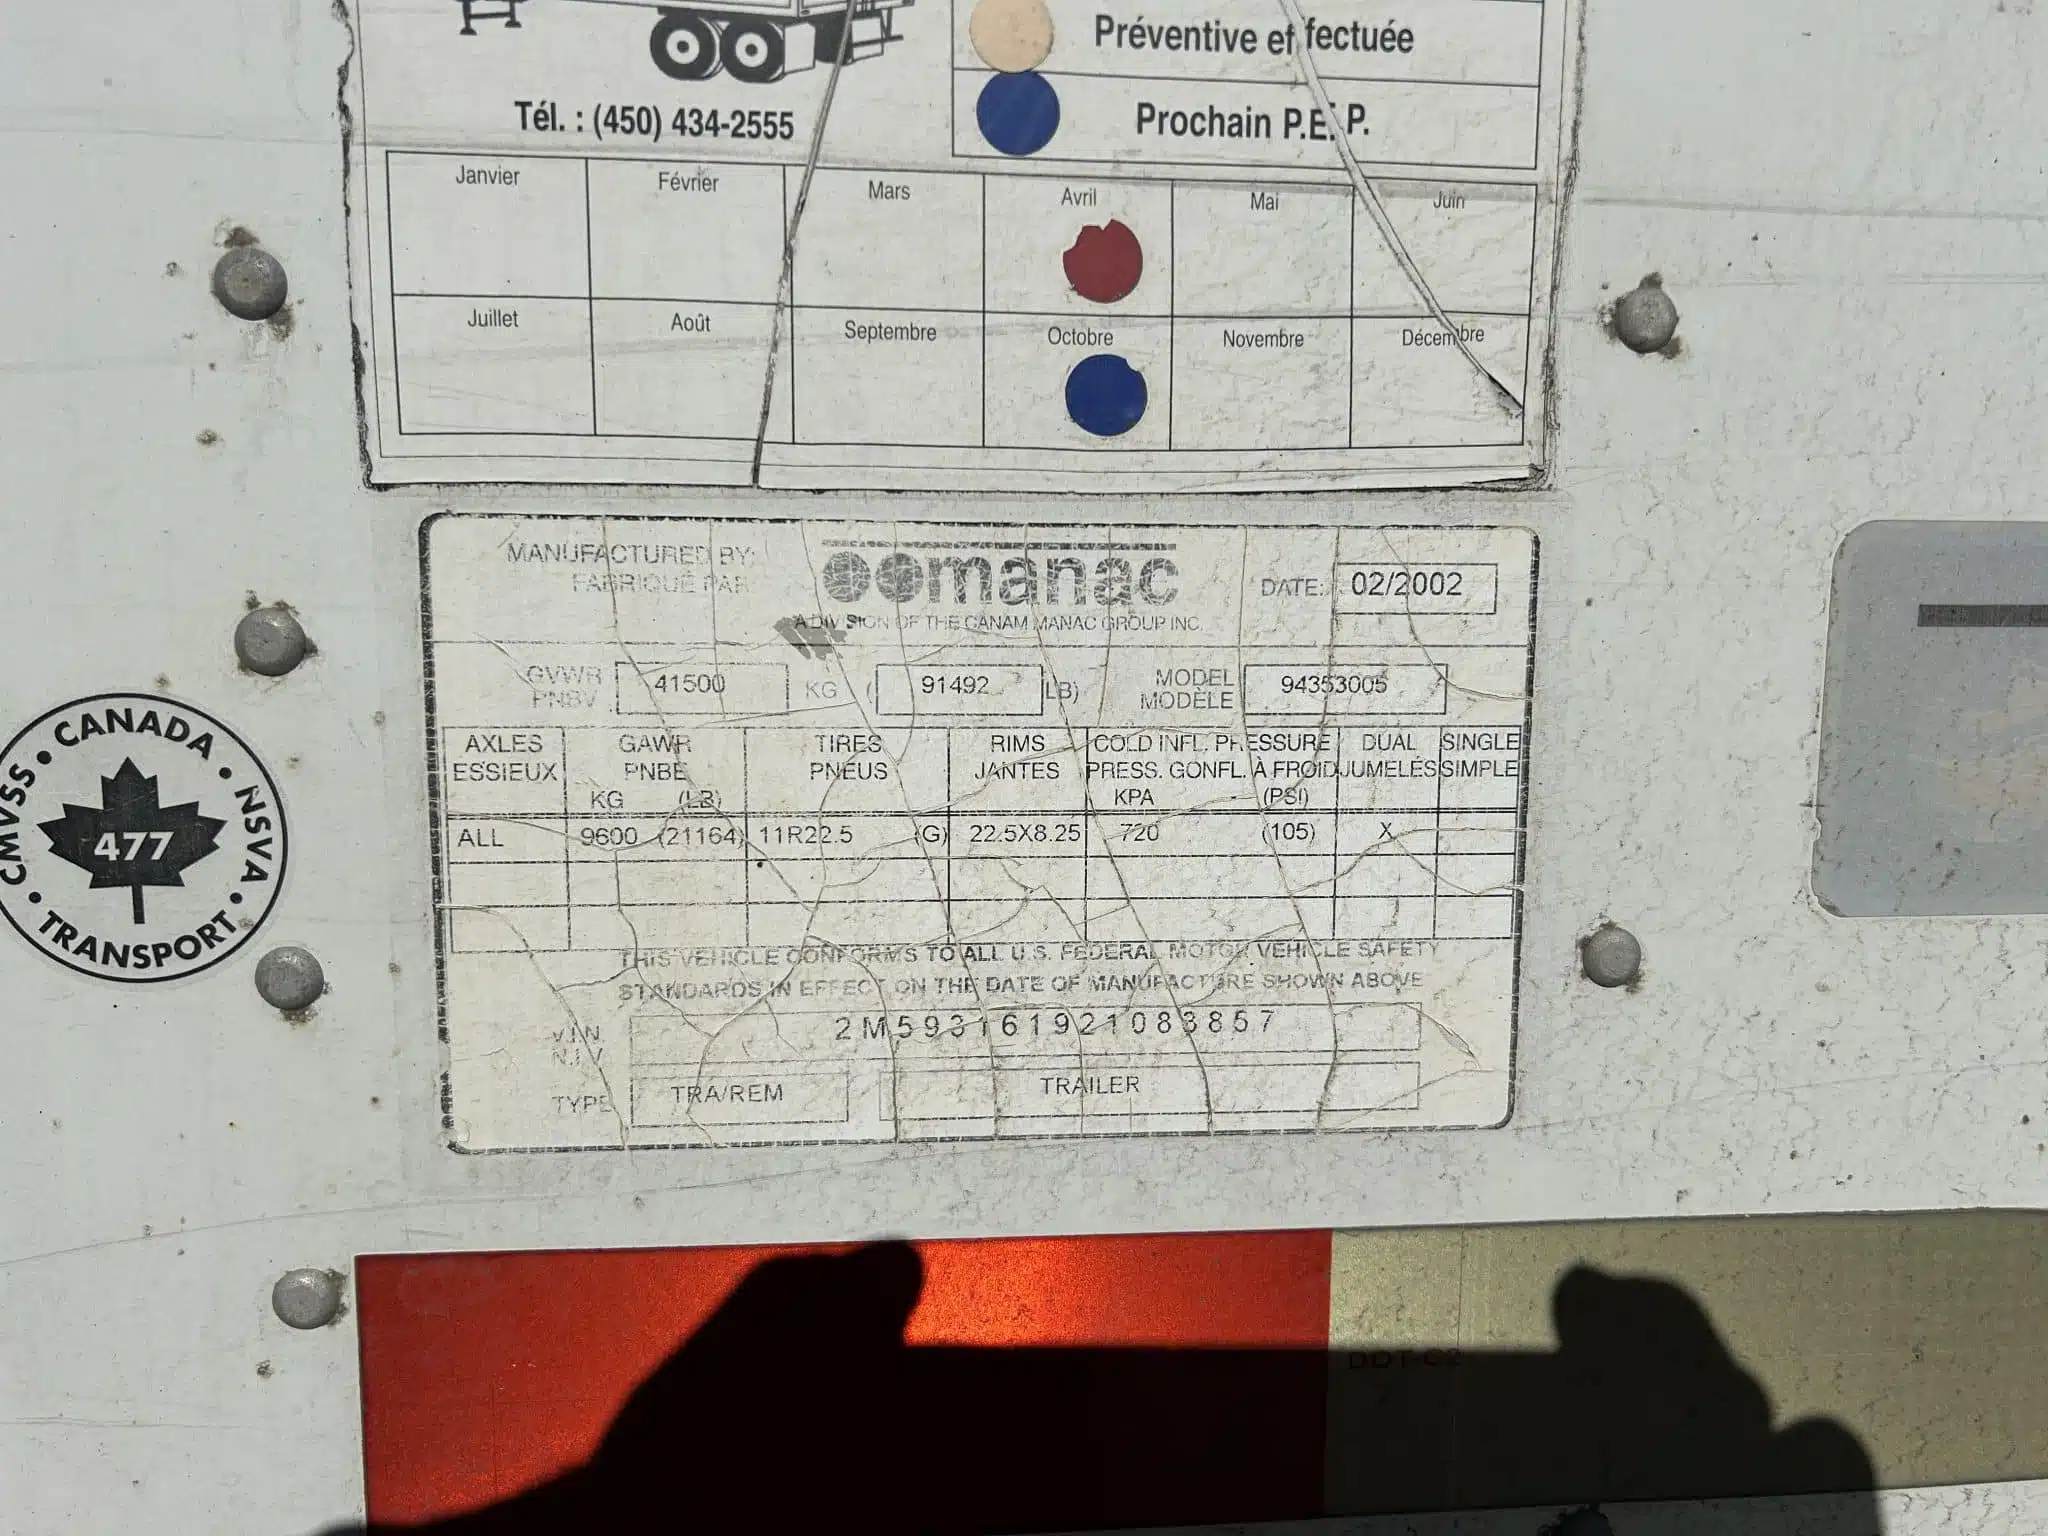 Préventive effectuée
Tél. : (450) 434-2555
Prochain P.E.P.
Janvier Février Mars Avril Mai Juin
Juillet Août Septembre Octobre Novembre Décembre
MANUFACTURED BY:
FABRIQUÉ PAR
manac
DATE: 02/2002
A DIVISION OF THE CANAM MANAC GROUP INC.
GVWR
PNBV
41500 KG ( 91492 LB)
MODEL
MODÈLE
94353005
AXLES GAWR TIRES RIMS COLD INFL. PRESSURE DUAL SINGLE
ESSIEUX PNBE PNEUS JANTES PRESS. GONFL. À FROID JUMELÉS SIMPLE
KG (LB) KPA (PSI)
ALL 9600 (21164) 11R22.5 (G) 22.5X8.25 720 (105) X
THIS VEHICLE CONFORMS TO ALL U.S. FEDERAL MOTOR VEHICLE SAFETY
STANDARDS IN EFFECT ON THE DATE OF MANUFACTURE SHOWN ABOVE
V.I.N.
N.I.V.
2M593161921083857
TYPE TRA/REM TRAILER
CANADA
CMVSS • NSVAC
477
TRANSPORT
DOT-C2